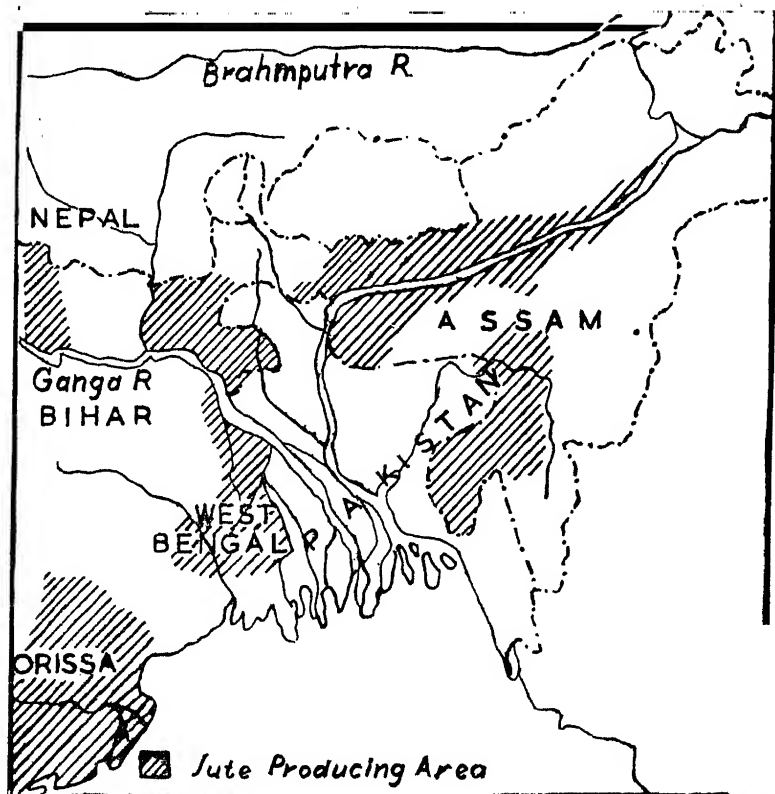 Brahmputra R.
NEPAL
ASSAM
Ganga R
BIHAR
PAKISTAN
WEST
BENGAL
ORISSA
Jute Producing Area